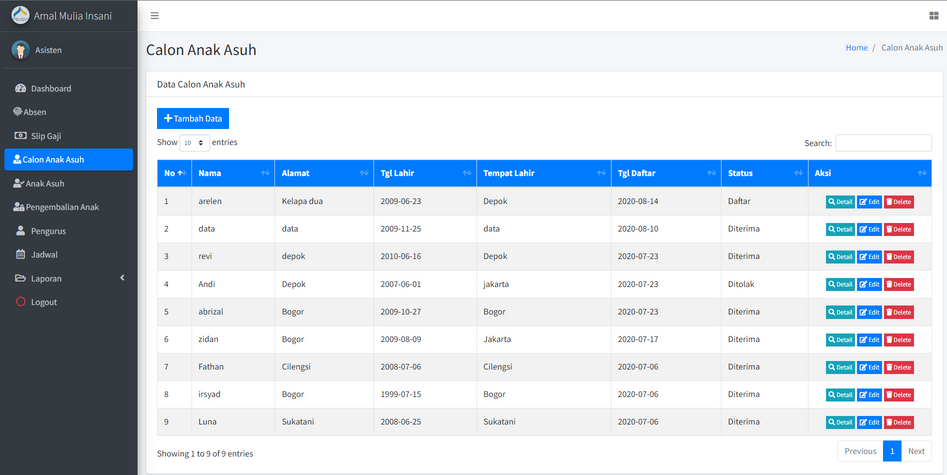 Amal Mulia Insani
Asisten
Dashboard
Absen
Slip Gaji
Calon Anak Asuh
Anak Asuh
Pengembalian Anak
Pengurus
Jadwal
Laporan
Logout
Calon Anak Asuh
Home / Calon Anak Asuh
Data Calon Anak Asuh
Tambah Data
Show 10 entries
Search:
No Nama Alamat Tgl Lahir Tempat Lahir Tgl Daftar Status Aksi
1 arelen Kelapa dua 2009-06-23 Depok 2020-08-14 Daftar Detail Edit Delete
2 data data 2009-11-25 data 2020-08-10 Diterima Detail Edit Delete
3 revi depok 2010-06-16 Depok 2020-07-23 Diterima Detail Edit Delete
4 Andi Depok 2007-06-01 jakarta 2020-07-23 Ditolak Detail Edit Delete
5 abrizal Bogor 2009-10-27 Bogor 2020-07-23 Diterima Detail Edit Delete
6 zidan Bogor 2009-08-09 Jakarta 2020-07-17 Diterima Detail Edit Delete
7 Fathan Cilengsi 2008-07-06 Cilengsi 2020-07-06 Diterima Detail Edit Delete
8 irsyad Bogor 1999-07-15 Bogor 2020-07-06 Diterima Detail Edit Delete
9 Luna Sukatani 2008-06-25 Sukatani 2020-07-06 Diterima Detail Edit Delete
Showing 1 to 9 of 9 entries
Previous 1 Next